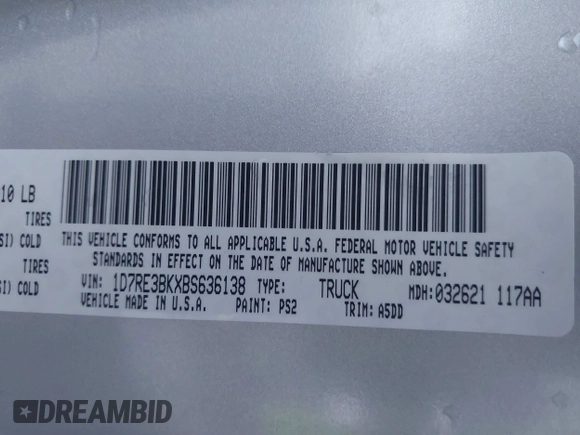 10 LB
TIRES
SI) COLD
TIRES
SI) COLD
THIS VEHICLE CONFORMS TO ALL APPLICABLE U.S.A. FEDERAL MOTOR VEHICLE SAFETY
STANDARDS IN EFFECT ON THE DATE OF MANUFACTURE SHOWN ABOVE.
VIN: 1D7RE3BKXBS636138 TYPE: TRUCK MDH: 032621 117AA
VEHICLE MADE IN U.S.A. PAINT: PS2 TRIM: A5DD
DREAMBID